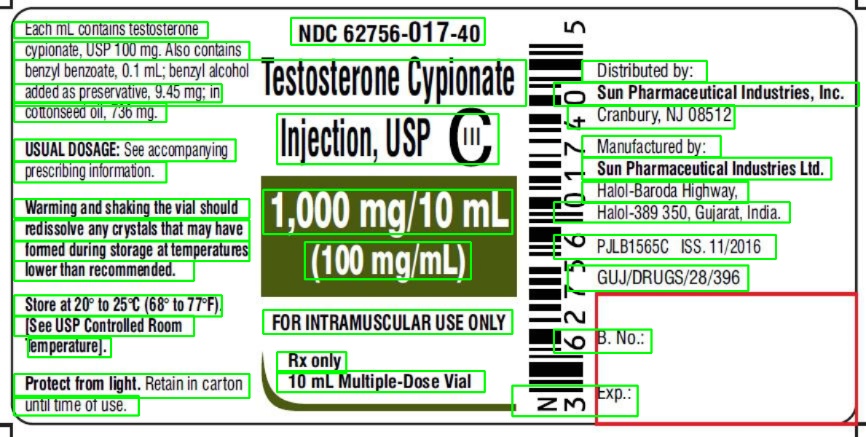 Each mL contains testosterone
cypionate, USP 100 mg. Also contains
benzyl benzoate, 0.1 mL; benzyl alcohol
added as preservative, 9.45 mg; in
cottonseed oil, 736 mg.
USUAL DOSAGE: See accompanying
prescribing information.
Warning and shaking the vial should
redissolve any crystals that may have
formed during storage at temperatures
lower than recommended.
Store at 20° to 25°C (68° to 77°F).
[See USP Controlled Room
Temperature].
Protect from light. Retain in carton
until time of use.
NDC 62756-017-40
Testosterone Cypionate
Injection, USP CIII
1,000 mg/10 mL
(100 mg/mL)
FOR INTRAMUSCULAR USE ONLY
Rx only
10 mL Multiple-Dose Vial
N
3 62756 01740 5
Distributed by:
Sun Pharmaceutical Industries, Inc.
Cranbury, NJ 08512
Manufactured by:
Sun Pharmaceutical Industries Ltd.
Halol-Baroda Highway,
Halol-389 350, Gujarat, India.
PJLB1565C ISS. 11/2016
GUJ/DRUGS/28/396
B. No.:
Exp.: